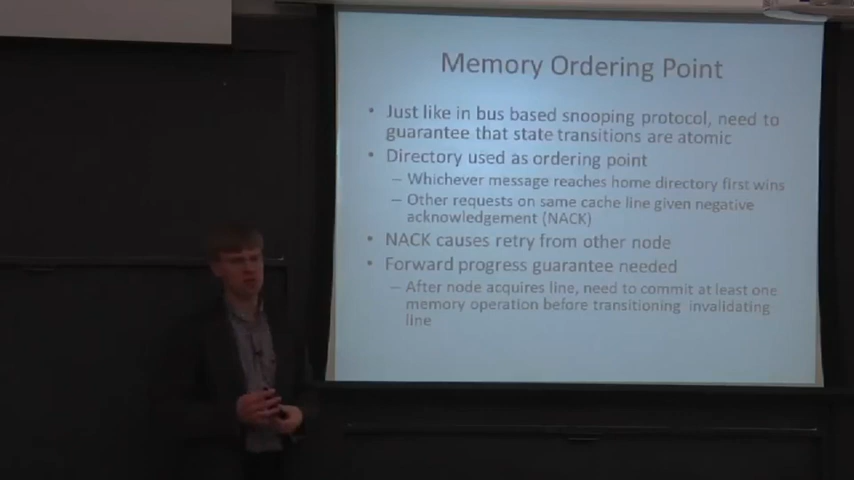 Memory Ordering Point
• Just like in bus based snooping protocol, need to
guarantee that state transitions are atomic
• Directory used as ordering point
– Whichever message reaches home directory first wins
– Other requests on same cache line given negative
acknowledgement (NACK)
• NACK causes retry from other node
• Forward progress guarantee needed
– After node acquires line, need to commit at least one
memory operation before transitioning invalidating
line